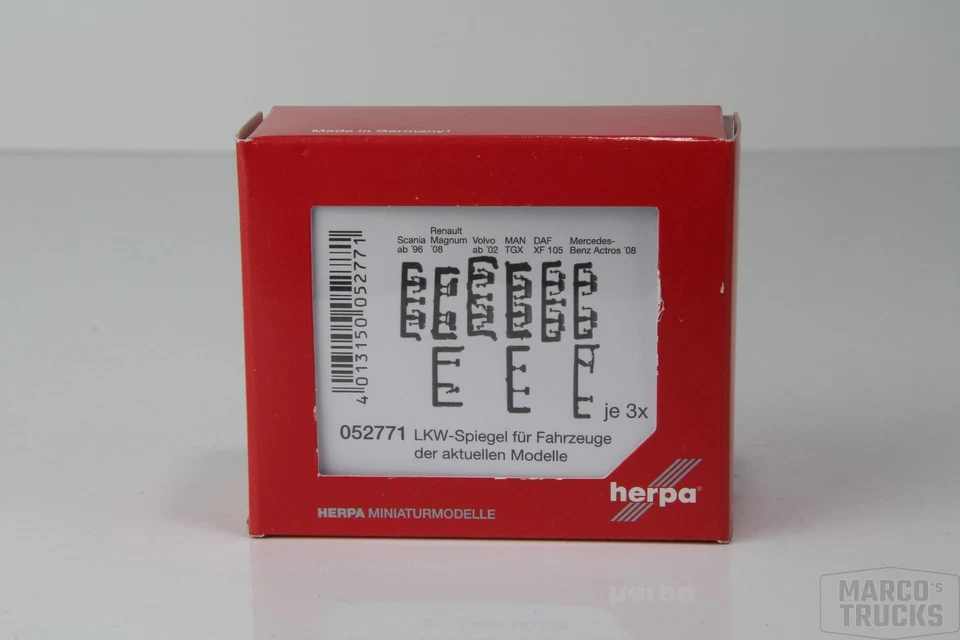 Made in Germany!
Scania ab '96
Renault Magnum '08
Volvo ab '02
MAN TGX
DAF XF 105
Mercedes-Benz Actros '08
4 013150 052771
je 3x
052771 LKW-Spiegel für Fahrzeuge
der aktuellen Modelle
herpa®
HERPA MINIATURMODELLE
MARCO's
TRUCKS